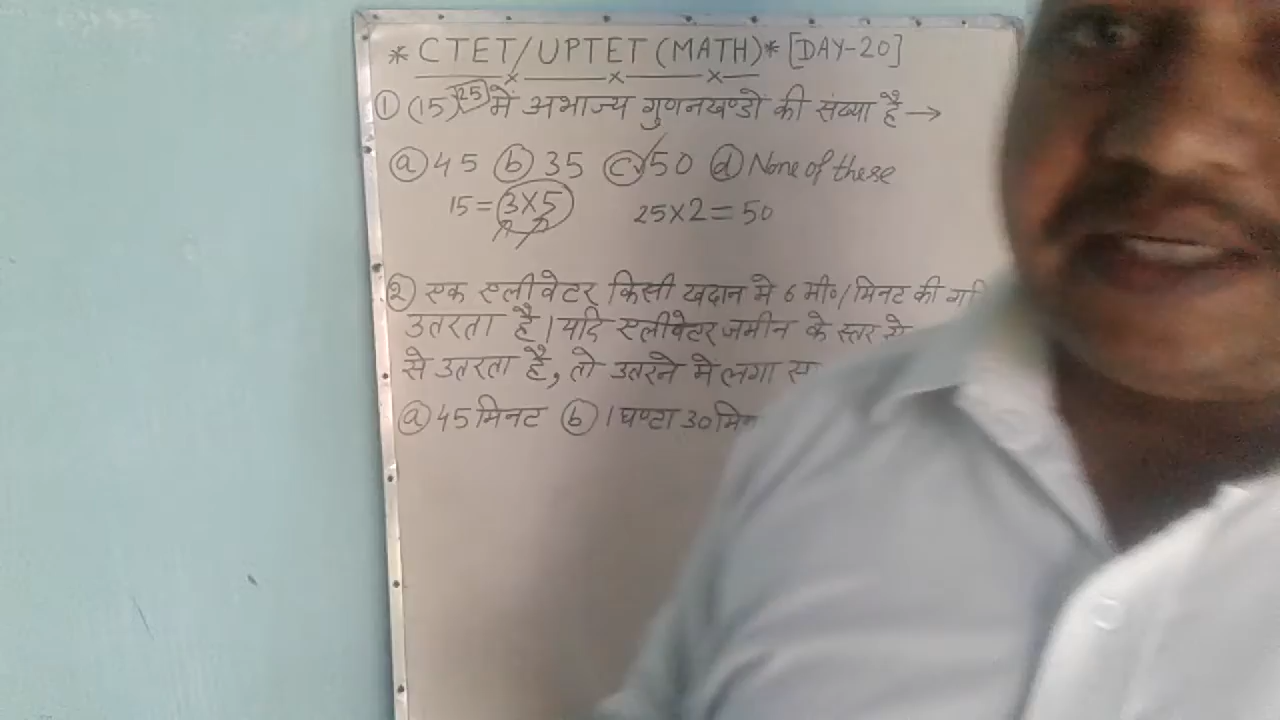 * CTET/UPTET (MATH) * [DAY-20]
① (15)^25 में अभाज्य गुणनखण्डो की संख्या है →
ⓐ 45 ⓑ 35 ⓒ 50 ⓓ None of these
15 = 3×5 25×2 = 50
② एक एलीवेटर किसी खदान मे 6 मी०/मिनट की
उतरता है। यदि एलीवेटर जमीन के स्तर से
से उतरता है, तो उतरने में लगा
ⓐ 45 मिनट ⓑ 1 घण्टा 30